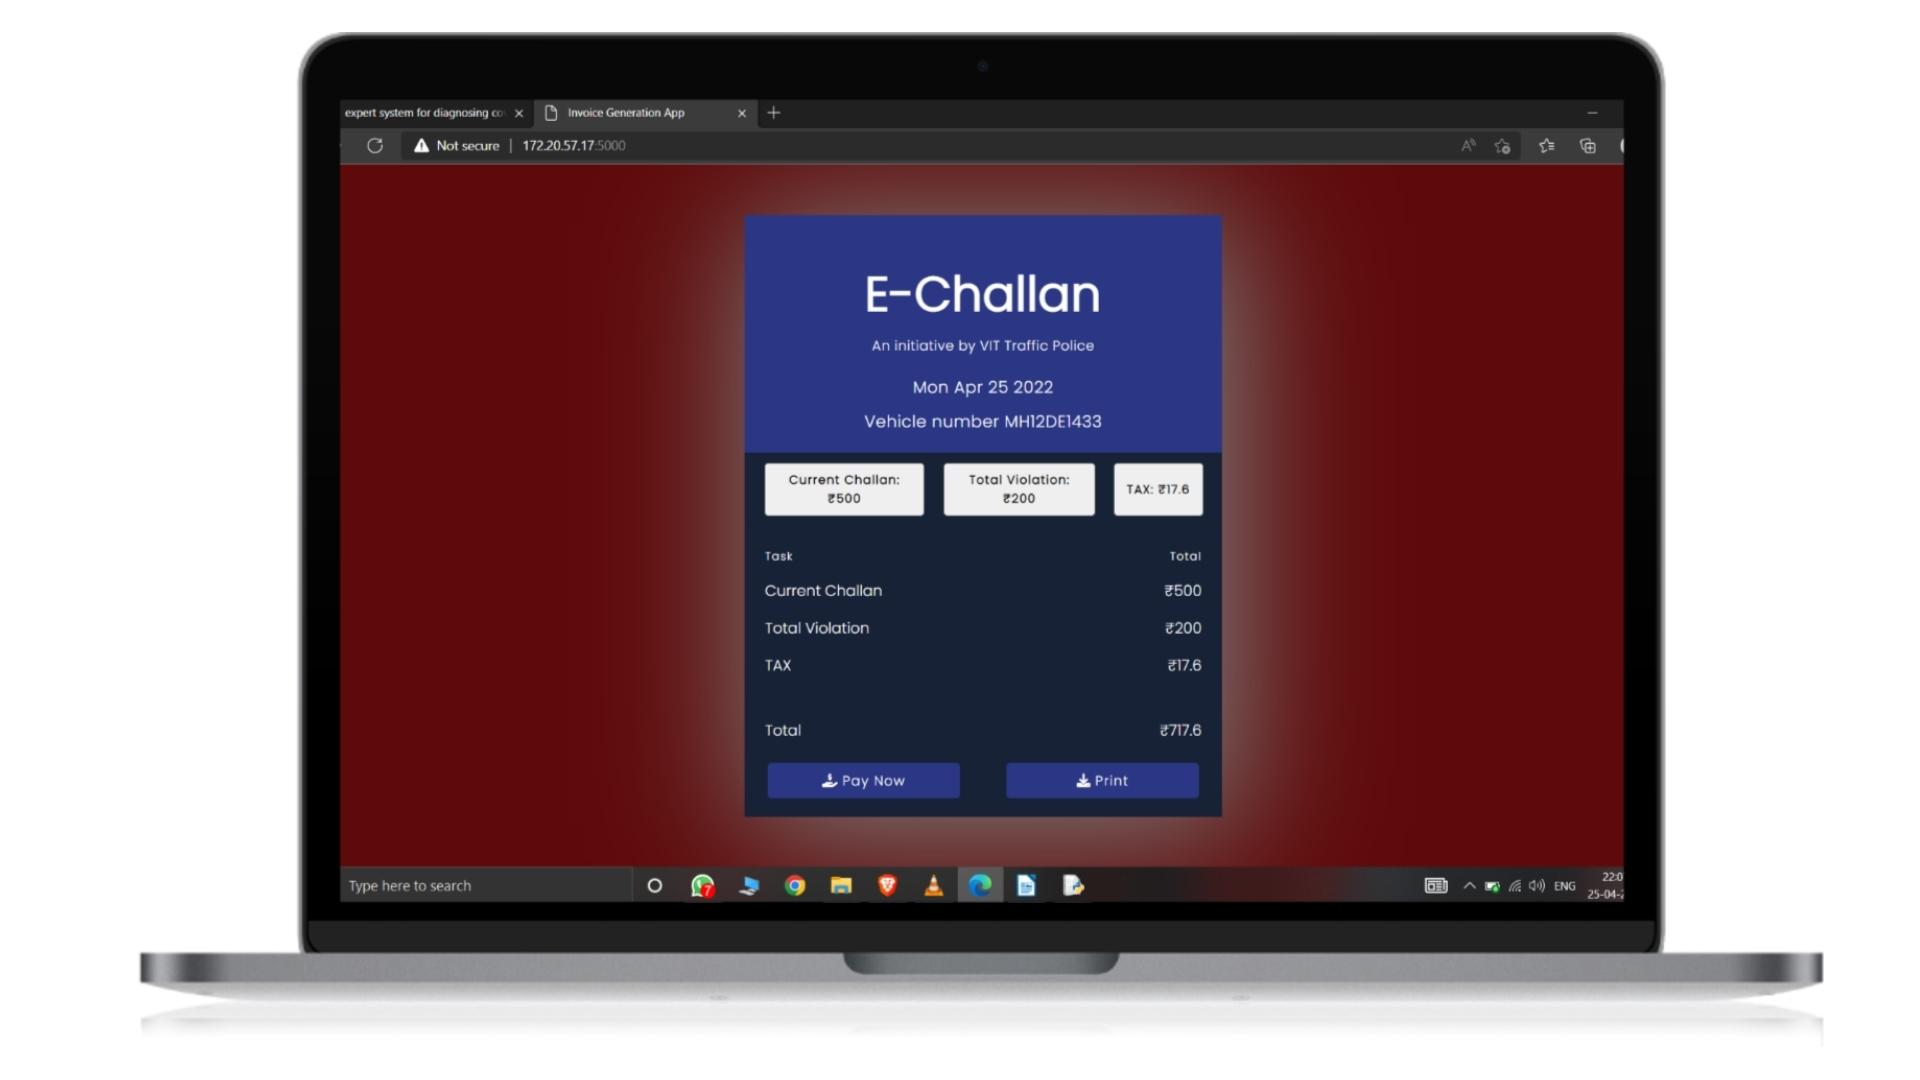 expert system for diagnosing co
Invoice Generation App
Not secure | 172.20.57.17:5000
E-Challan
An initiative by VIT Traffic Police
Mon Apr 25 2022
Vehicle number MH12DE1433
Current Challan:
₹500
Total Violation:
₹200
TAX: ₹17.6
Task Total
Current Challan ₹500
Total Violation ₹200
TAX ₹17.6
Total ₹717.6
Pay Now
Print
Type here to search
7
ENG
22:0
25-04-2